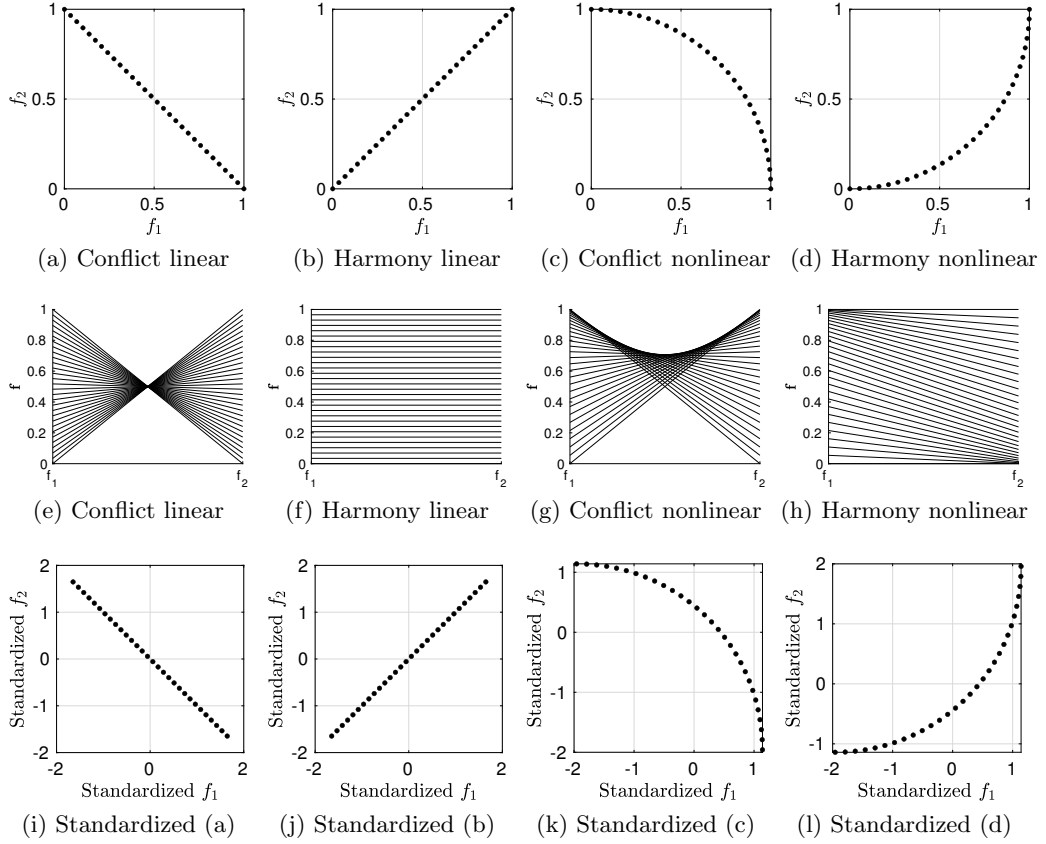 1
0.5
0
f2
0 0.5 1
f1
(a) Conflict linear
1
0.5
0
f2
0 0.5 1
f1
(b) Harmony linear
1
0.5
0
f2
0 0.5 1
f1
(c) Conflict nonlinear
1
0.5
0
f2
0 0.5 1
f1
(d) Harmony nonlinear
1
0.8
0.6
0.4
0.2
0
f
f1 f2
(e) Conflict linear
1
0.8
0.6
0.4
0.2
0
f
f1 f2
(f) Harmony linear
1
0.8
0.6
0.4
0.2
0
f
f1 f2
(g) Conflict nonlinear
1
0.8
0.6
0.4
0.2
0
f
f1 f2
(h) Harmony nonlinear
2
1
0
-1
-2
Standardized f2
-2 0 2
Standardized f1
(i) Standardized (a)
2
1
0
-1
-2
Standardized f2
-2 0 2
Standardized f1
(j) Standardized (b)
1
0
-1
-2
Standardized f2
-2 -1 0 1
Standardized f1
(k) Standardized (c)
2
1
0
-1
Standardized f2
-2 -1 0 1
Standardized f1
(l) Standardized (d)